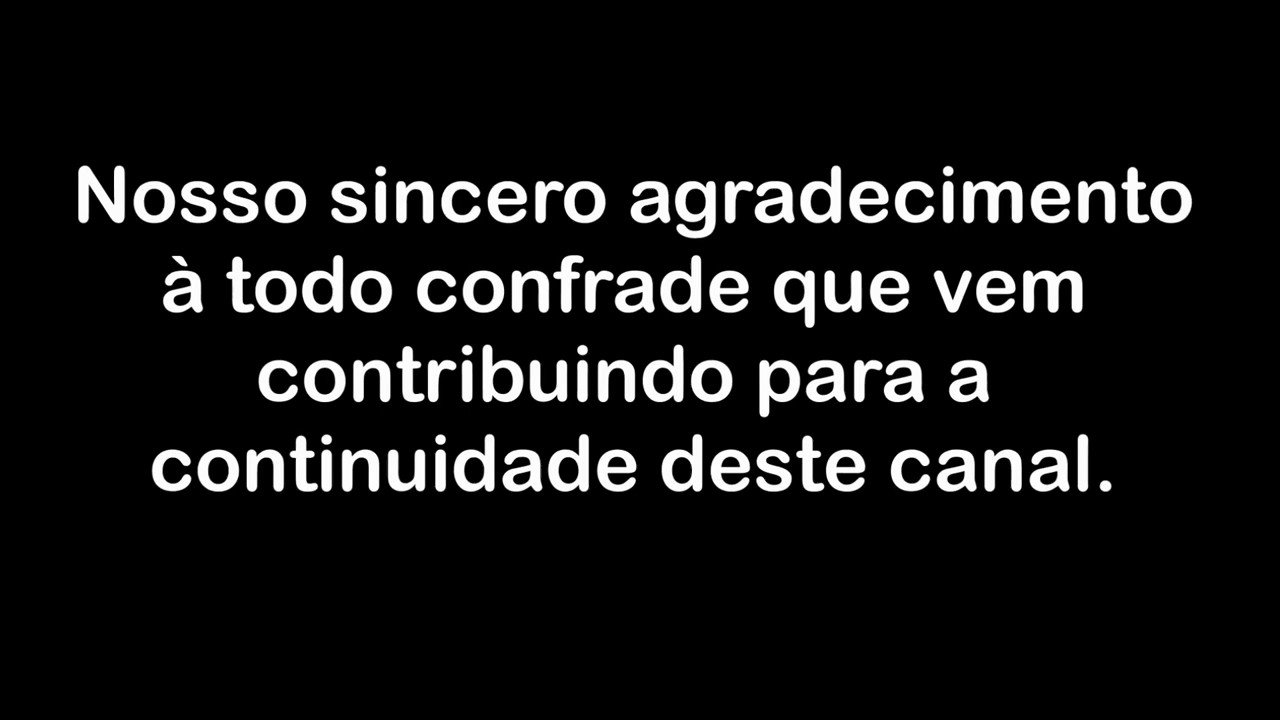 Nosso sincero agradecimento
à todo confrade que vem
contribuindo para a
continuidade deste canal.